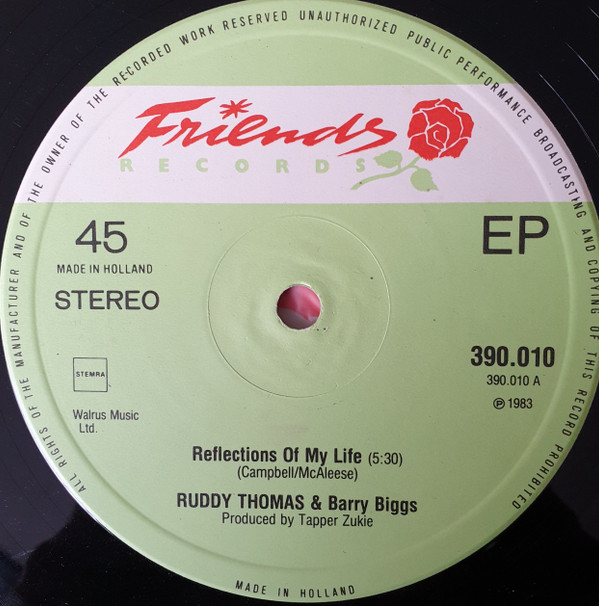 ALL RIGHTS OF THE MANUFACTURER AND OF THE OWNER OF THE RECORDED WORK RESERVED UNAUTHORIZED PUBLIC PERFORMANCE BROADCASTING AND COPYING OF THIS RECORD PROHIBITED
Friends
RECORDS
45
EP
MADE IN HOLLAND
STEREO
390.010
STEMRA
390.010 A
℗ 1983
Walrus Music
Ltd.
Reflections Of My Life (5:30)
(Campbell/McAleese)
RUDDY THOMAS & Barry Biggs
Produced by Tapper Zukie
MADE IN HOLLAND